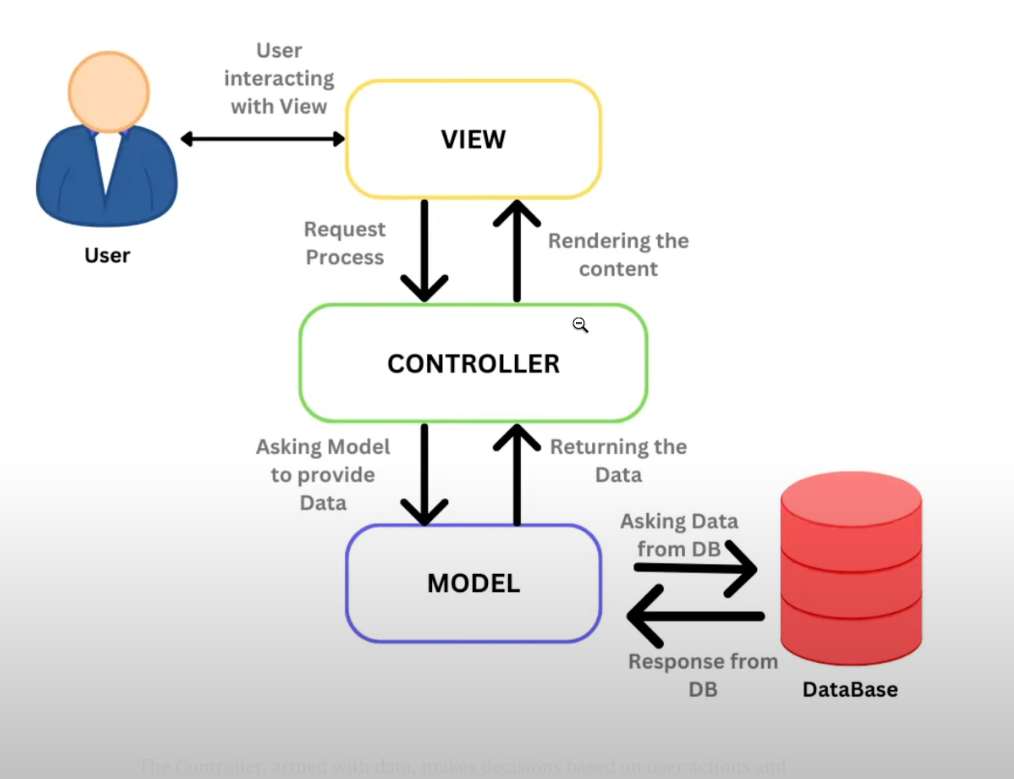 User
interacting
with View
VIEW
User
Request
Process
Rendering the
content
CONTROLLER
Asking Model
to provide
Data
Returning the
Data
MODEL
Asking Data
from DB
Response from
DB
DataBase
The Controller, armed with data, makes decisions based on user actions and